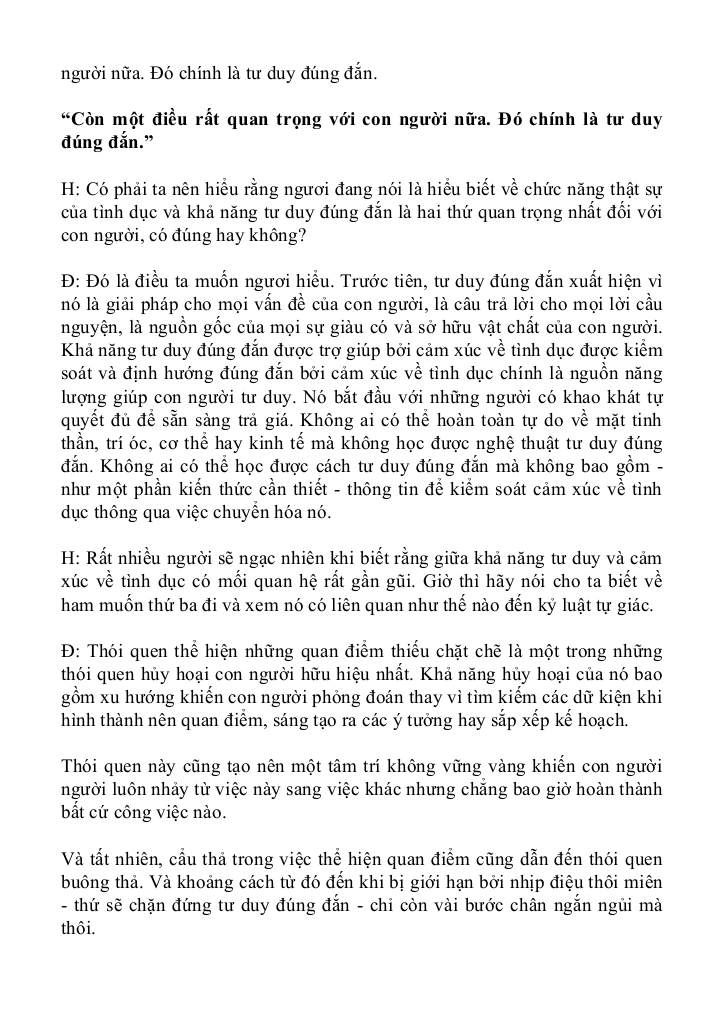 người nữa. Đó chính là tư duy đúng đắn.
“Còn một điều rất quan trọng với con người nữa. Đó chính là tư duy
đúng đắn.”
H: Có phải ta nên hiểu rằng ngươi đang nói là hiểu biết về chức năng thật sự
của tình dục và khả năng tư duy đúng đắn là hai thứ quan trọng nhất đối với
con người, có đúng hay không?
Đ: Đó là điều ta muốn ngươi hiểu. Trước tiên, tư duy đúng đắn xuất hiện vì
nó là giải pháp cho mọi vấn đề của con người, là câu trả lời cho mọi lời cầu
nguyện, là nguồn gốc của mọi sự giàu có và sở hữu vật chất của con người.
Khả năng tư duy đúng đắn được trợ giúp bởi cảm xúc về tình dục được kiểm
soát và định hướng đúng đắn bởi cảm xúc về tình dục chính là nguồn năng
lượng giúp con người tư duy. Nó bắt đầu với những người có khao khát tự
quyết đủ để sẵn sàng trả giá. Không ai có thể hoàn toàn tự do về mặt tinh
thần, trí óc, cơ thể hay kinh tế mà không học được nghệ thuật tư duy đúng
đắn. Không ai có thể học được cách tư duy đúng đắn mà không bao gồm -
như một phần kiến thức cần thiết - thông tin để kiểm soát cảm xúc về tình
dục thông qua việc chuyển hóa nó.
H: Rất nhiều người sẽ ngạc nhiên khi biết rằng giữa khả năng tư duy và cảm
xúc về tình dục có mối quan hệ rất gần gũi. Giờ thì hãy nói cho ta biết về
ham muốn thứ ba đi và xem nó có liên quan như thế nào đến kỷ luật tự giác.
Đ: Thói quen thể hiện những quan điểm thiếu chặt chẽ là một trong những
thói quen hủy hoại con người hữu hiệu nhất. Khả năng hủy hoại của nó bao
gồm xu hướng khiến con người phỏng đoán thay vì tìm kiếm các dữ kiện khi
hình thành nên quan điểm, sáng tạo ra các ý tưởng hay sắp xếp kế hoạch.
Thói quen này cũng tạo nên một tâm trí không vững vàng khiến con người
người luôn nhảy từ việc này sang việc khác nhưng chẳng bao giờ hoàn thành
bất cứ công việc nào.
Và tất nhiên, cẩu thả trong việc thể hiện quan điểm cũng dẫn đến thói quen
buông thả. Và khoảng cách từ đó đến khi bị giới hạn bởi nhịp điệu thôi miên
- thứ sẽ chặn đứng tư duy đúng đắn - chỉ còn vài bước chân ngắn ngủi mà
thôi.